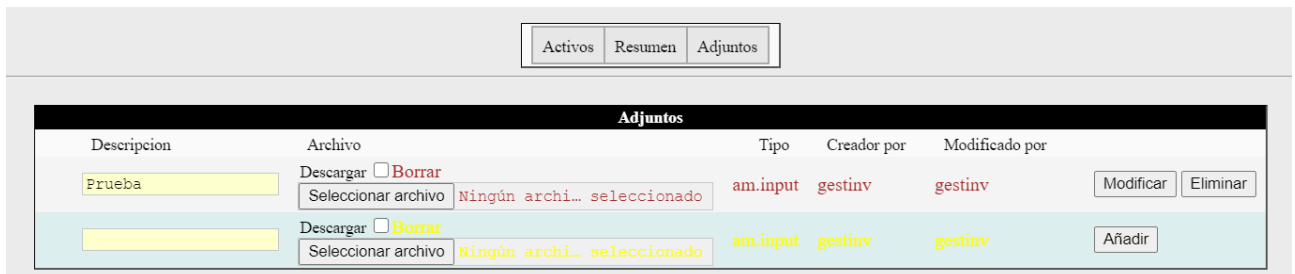 Activos Resumen Adjuntos
Adjuntos
Descripcion Archivo Tipo Creador por Modificado por
Descargar Borrar
Prueba Seleccionar archivo Ningún archi… seleccionado am.input gestinv gestinv Modificar Eliminar
Descargar Borrar
Seleccionar archivo Ningún archi… seleccionado am.input gestinv gestinv Añadir